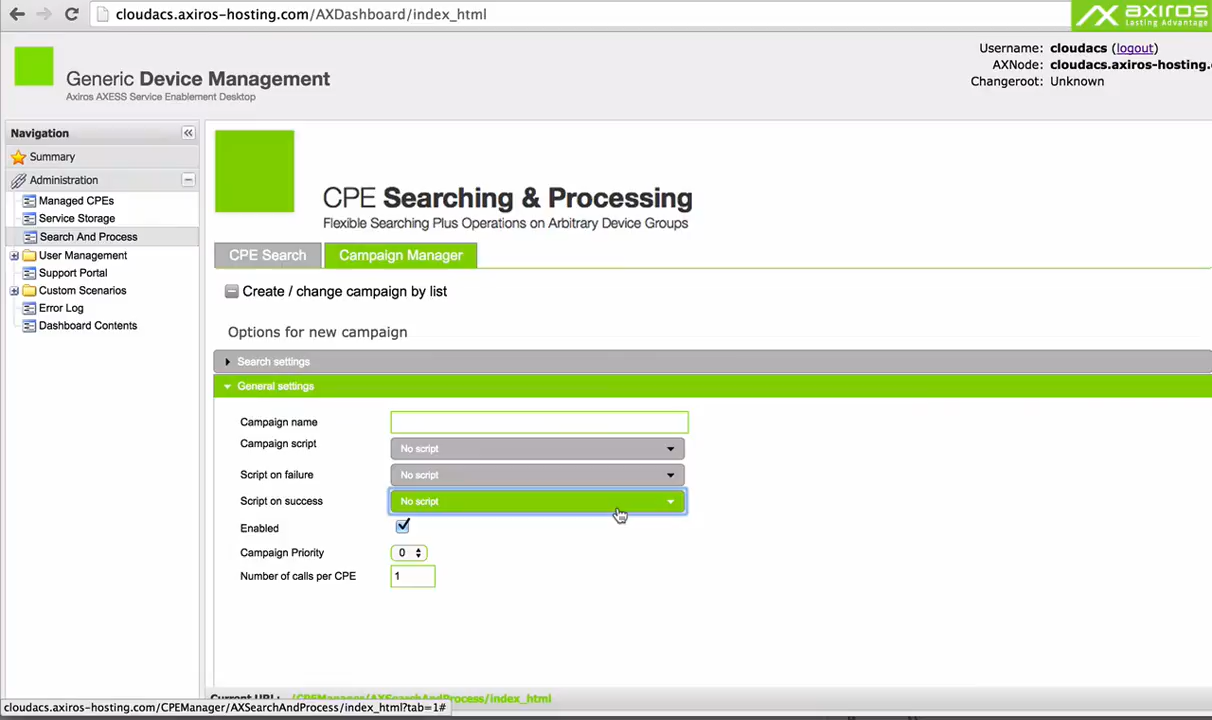 cloudacs.axiros-hosting.com/AXDashboard/index_html
axiros
Lasting Advantage
Username: cloudacs (logout)
AXNode: cloudacs.axiros-hosting.
Changeroot: Unknown
Generic Device Management
Axiros AXESS Service Enablement Desktop
Navigation
Summary
Administration
Managed CPEs
Service Storage
Search And Process
User Management
Support Portal
Custom Scenarios
Error Log
Dashboard Contents
CPE Searching & Processing
Flexible Searching Plus Operations on Arbitrary Device Groups
CPE Search
Campaign Manager
Create / change campaign by list
Options for new campaign
Search settings
General settings
Campaign name
Campaign script No script
Script on failure No script
Script on success No script
Enabled
Campaign Priority 0
Number of calls per CPE 1
Current URL: /CPEManager/AXSearchAndProcess/index_html
cloudacs.axiros-hosting.com/CPEManager/AXSearchAndProcess/index_html?tab=1#